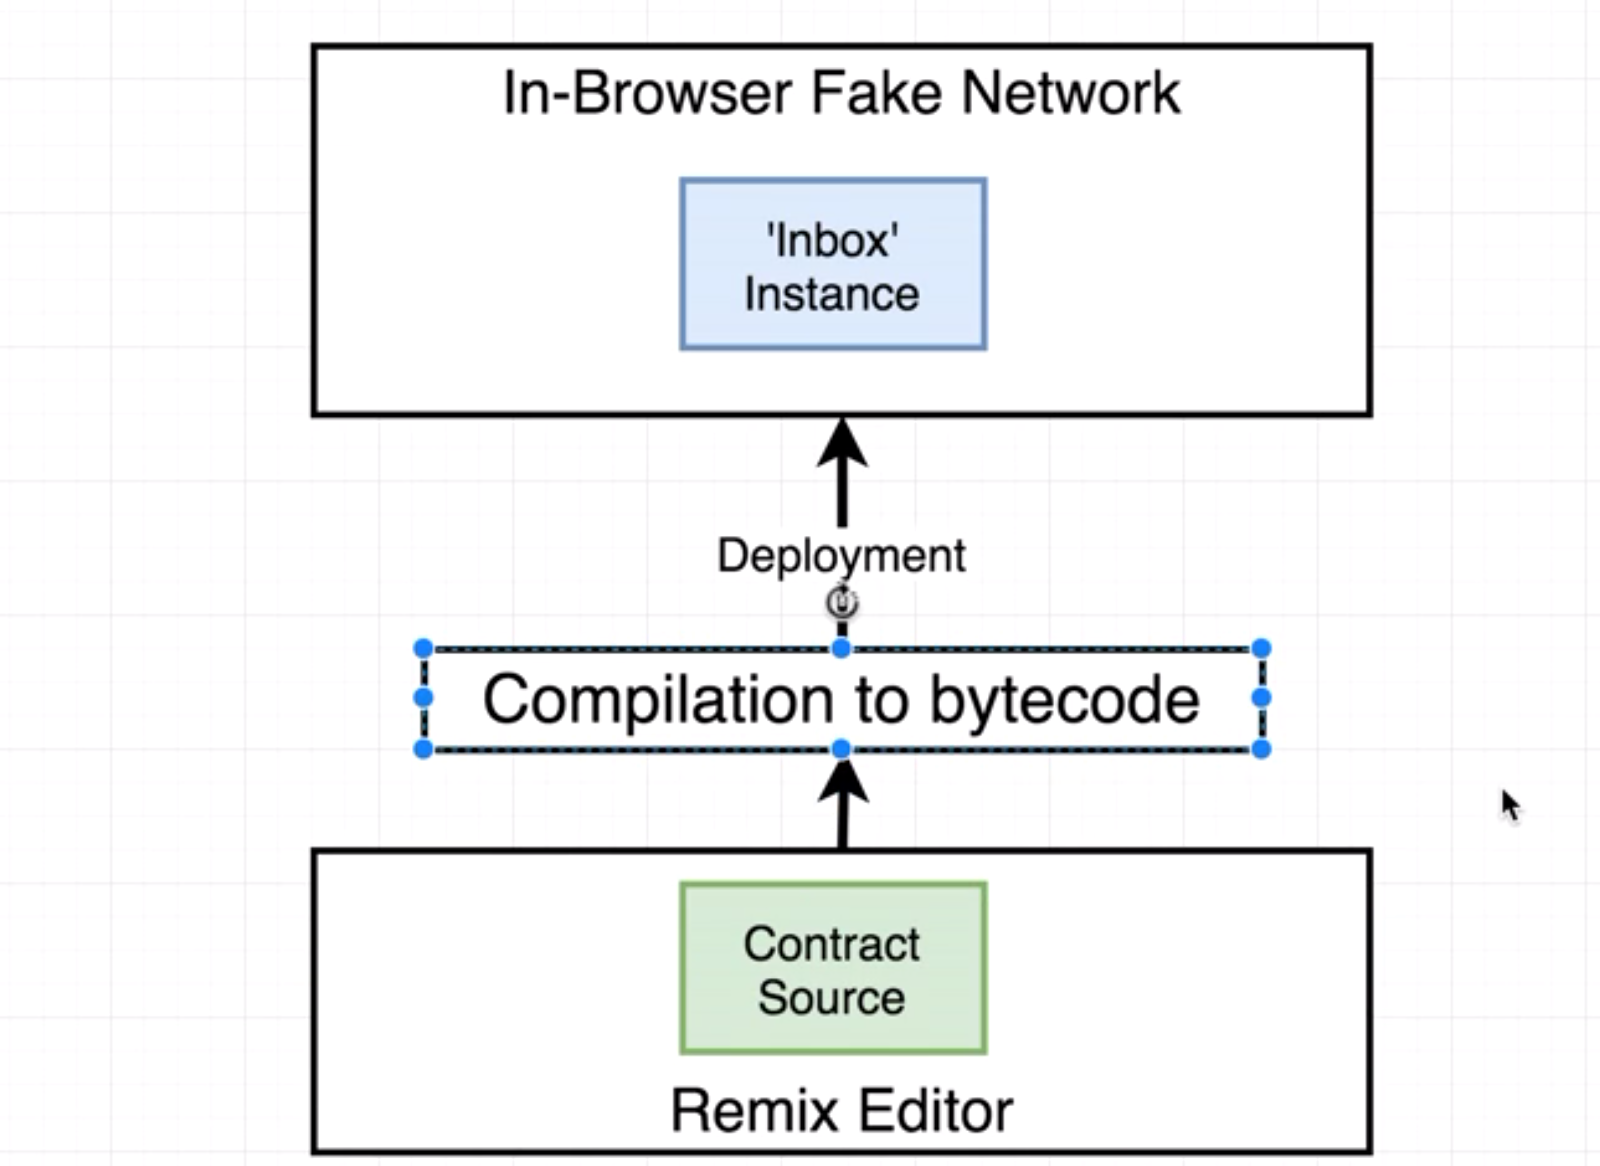 In-Browser Fake Network
'Inbox'
Instance
Deployment
Compilation to bytecode
Contract
Source
Remix Editor